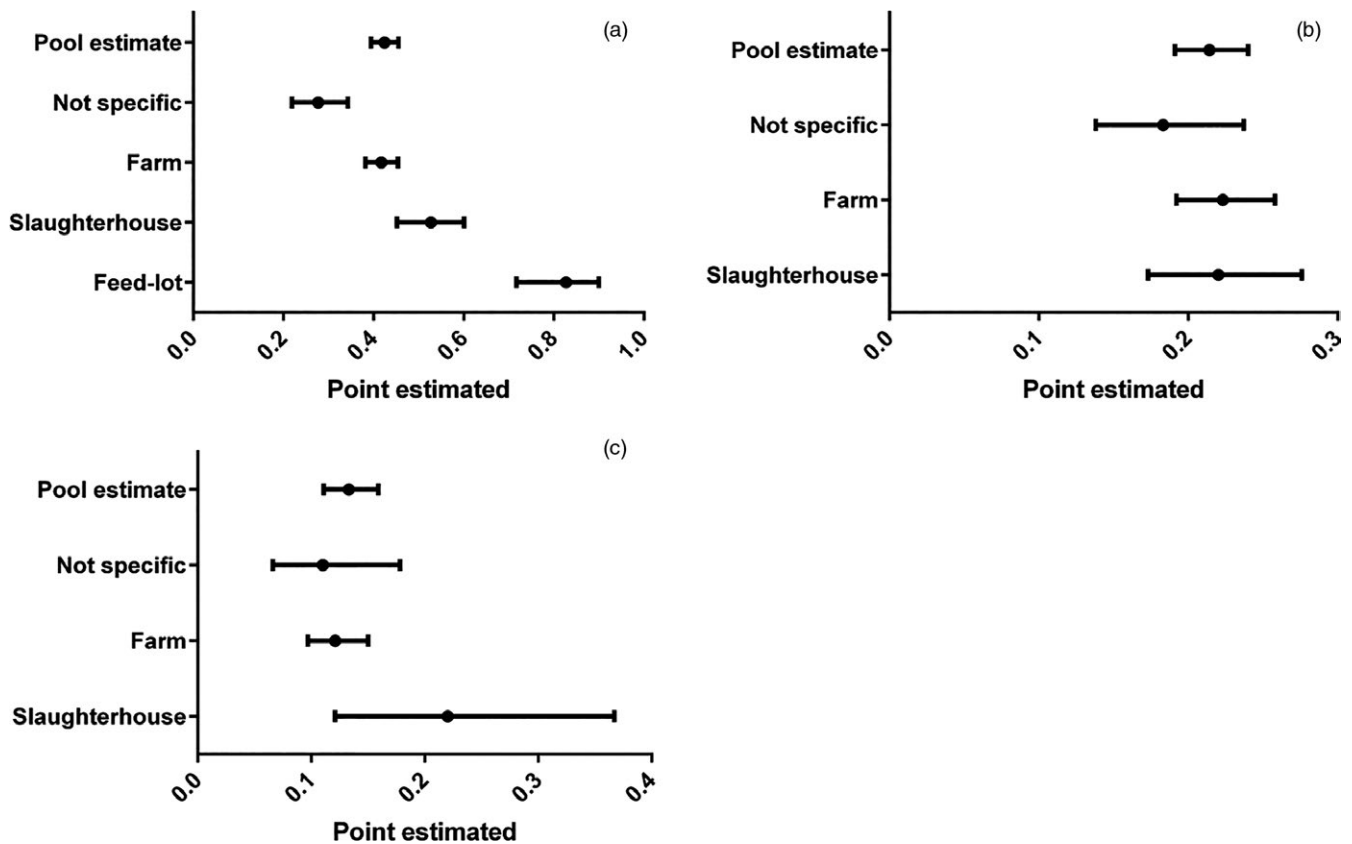 (a)
Pool estimate
Not specific
Farm
Slaughterhouse
Feed-lot
0.0 0.2 0.4 0.6 0.8 1.0
Point estimated
(b)
Pool estimate
Not specific
Farm
Slaughterhouse
0.0 0.1 0.2 0.3
Point estimated
(c)
Pool estimate
Not specific
Farm
Slaughterhouse
0.0 0.1 0.2 0.3 0.4
Point estimated